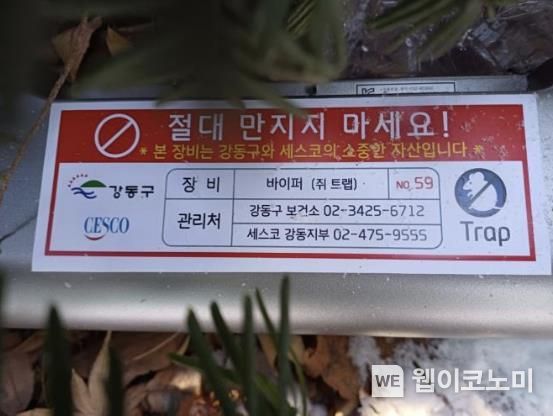 절대 만지지 마세요!
* 본 장비는 강동구와 세스코의 소중한 자산입니다 *
강동구
CESCO
장 비
바이퍼 (쥐 트랩)
NO. 59
관리처
강동구 보건소 02-3425-6712
세스코 강동지부 02-475-9555
Trap
WE 웹이코노미